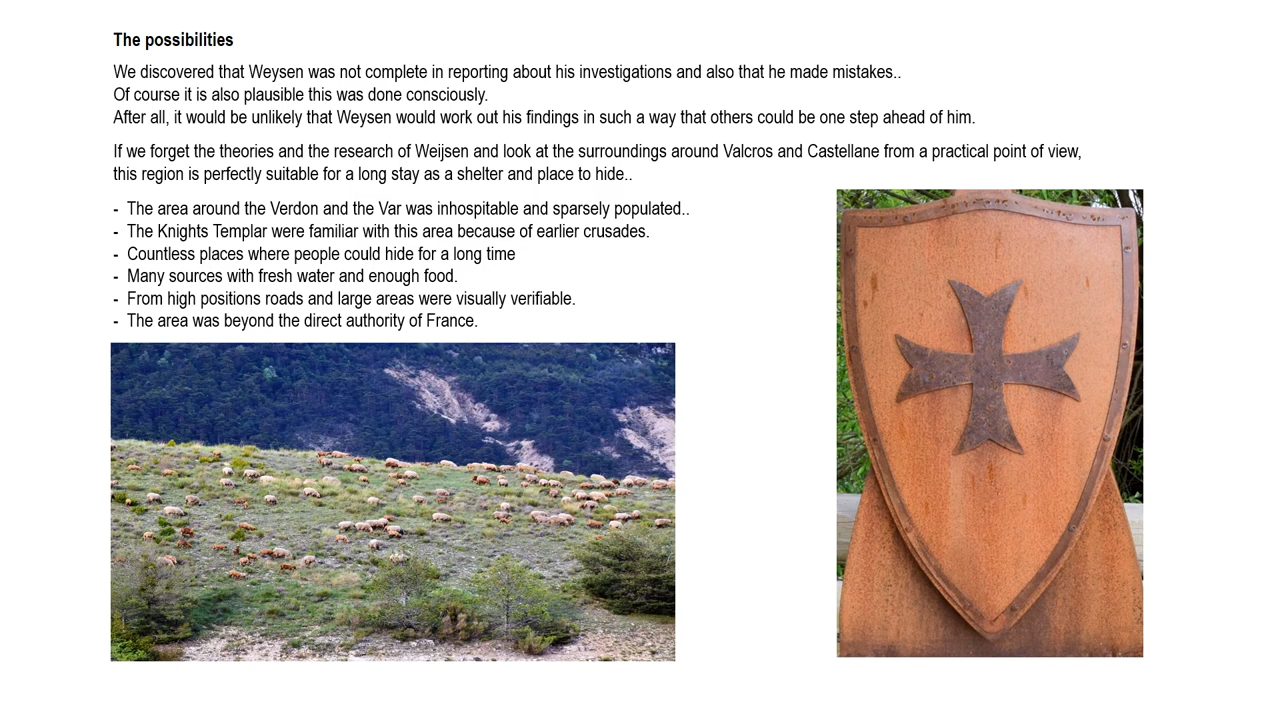 The possibilities
We discovered that Weysen was not complete in reporting about his investigations and also that he made mistakes..
Of course it is also plausible this was done consciously.
After all, it would be unlikely that Weysen would work out his findings in such a way that others could be one step ahead of him.
If we forget the theories and the research of Weijsen and look at the surroundings around Valcros and Castellane from a practical point of view,
this region is perfectly suitable for a long stay as a shelter and place to hide..
- The area around the Verdon and the Var was inhospitable and sparsely populated..
- The Knights Templar were familiar with this area because of earlier crusades.
- Countless places where people could hide for a long time
- Many sources with fresh water and enough food.
- From high positions roads and large areas were visually verifiable.
- The area was beyond the direct authority of France.